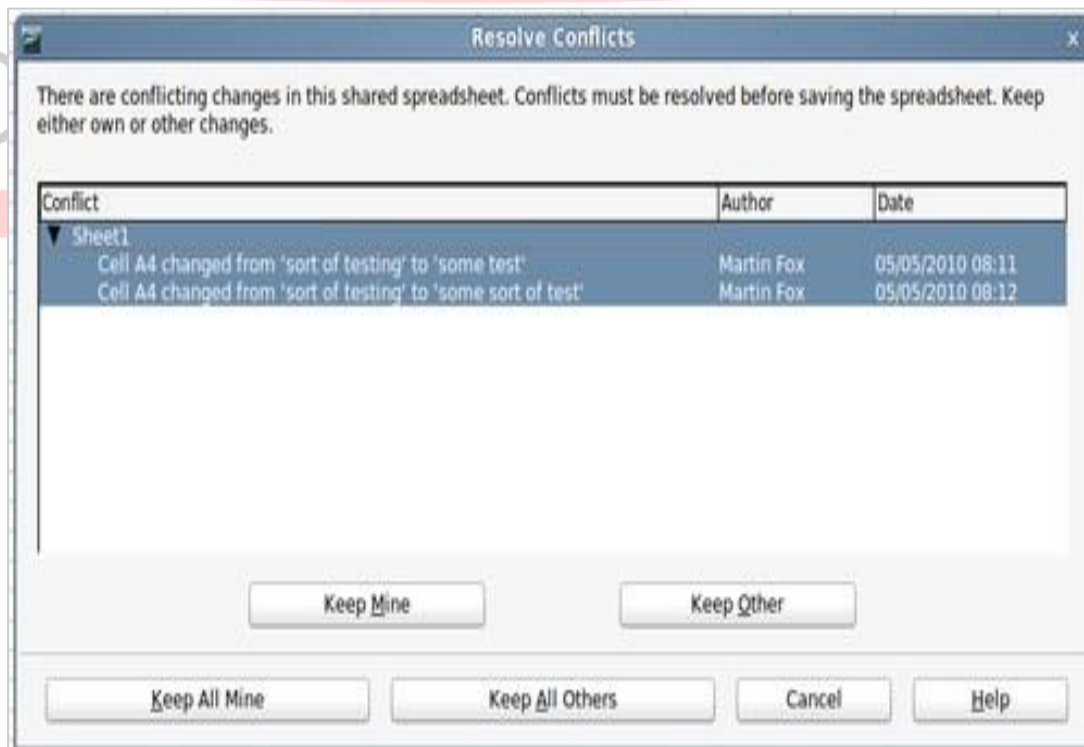 Resolve Conflicts
x
There are conflicting changes in this shared spreadsheet. Conflicts must be resolved before saving the spreadsheet. Keep
either own or other changes.
Conflict Author Date
Sheet1
Cell A4 changed from 'sort of testing' to 'some test' Martin Fox 05/05/2010 08:11
Cell A4 changed from 'sort of testing' to 'some sort of test' Martin Fox 05/05/2010 08:12
Keep Mine Keep Other
Keep All Mine Keep All Others Cancel Help